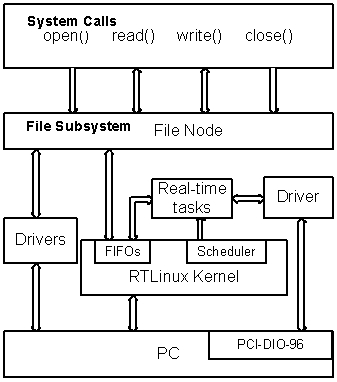 System Calls
open() read() write() close()
File Subsystem File Node
Real-time
tasks
Driver
Drivers
FIFOs Scheduler
RTLinux Kernel
PC PCI-DIO-96